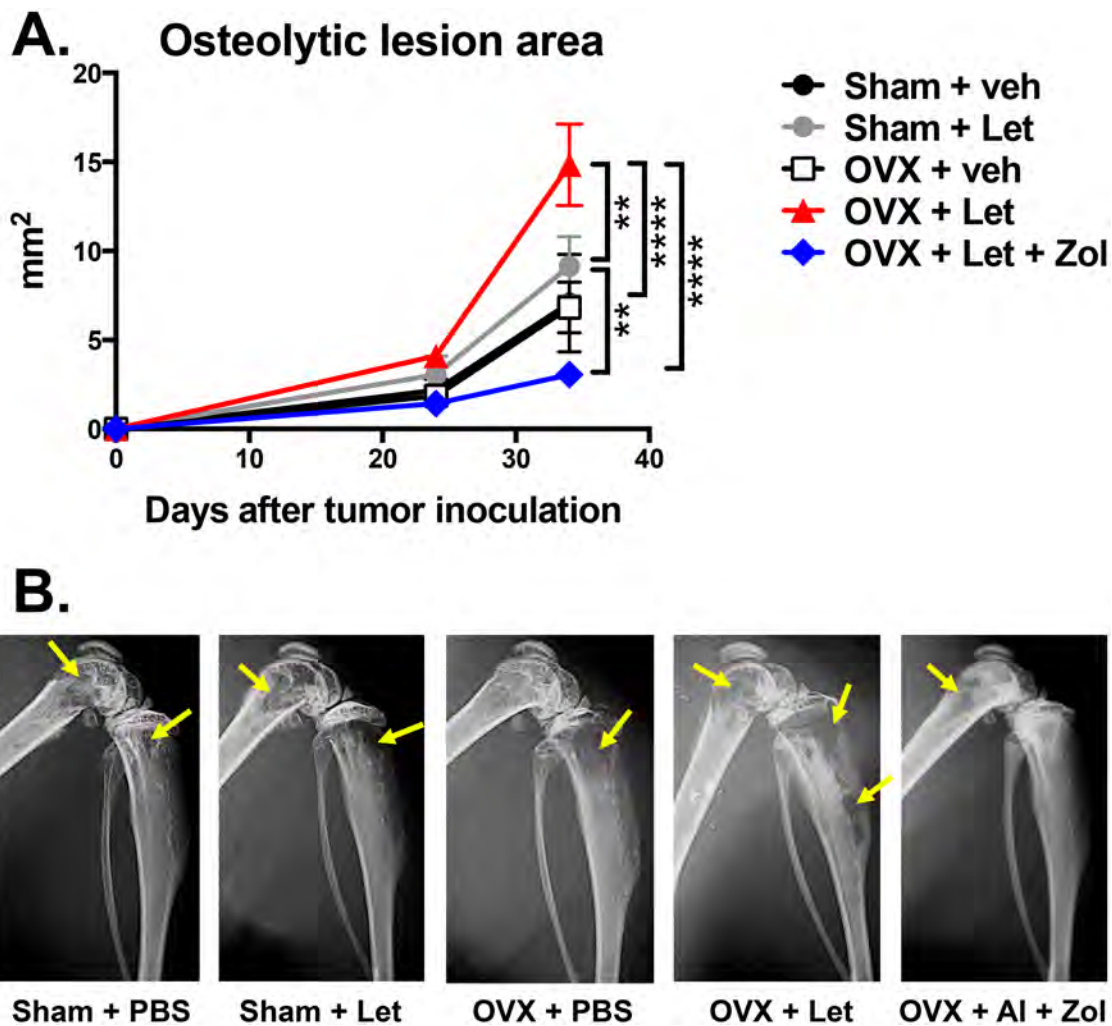 A.
Osteolytic lesion area
20
15
10
5
0
mm2
0 10 20 30 40
Days after tumor inoculation
**
**
****
****
Sham + veh
Sham + Let
OVX + veh
OVX + Let
OVX + Let + Zol
B.
Sham + PBS
Sham + Let
OVX + PBS
OVX + Let
OVX + AI + Zol